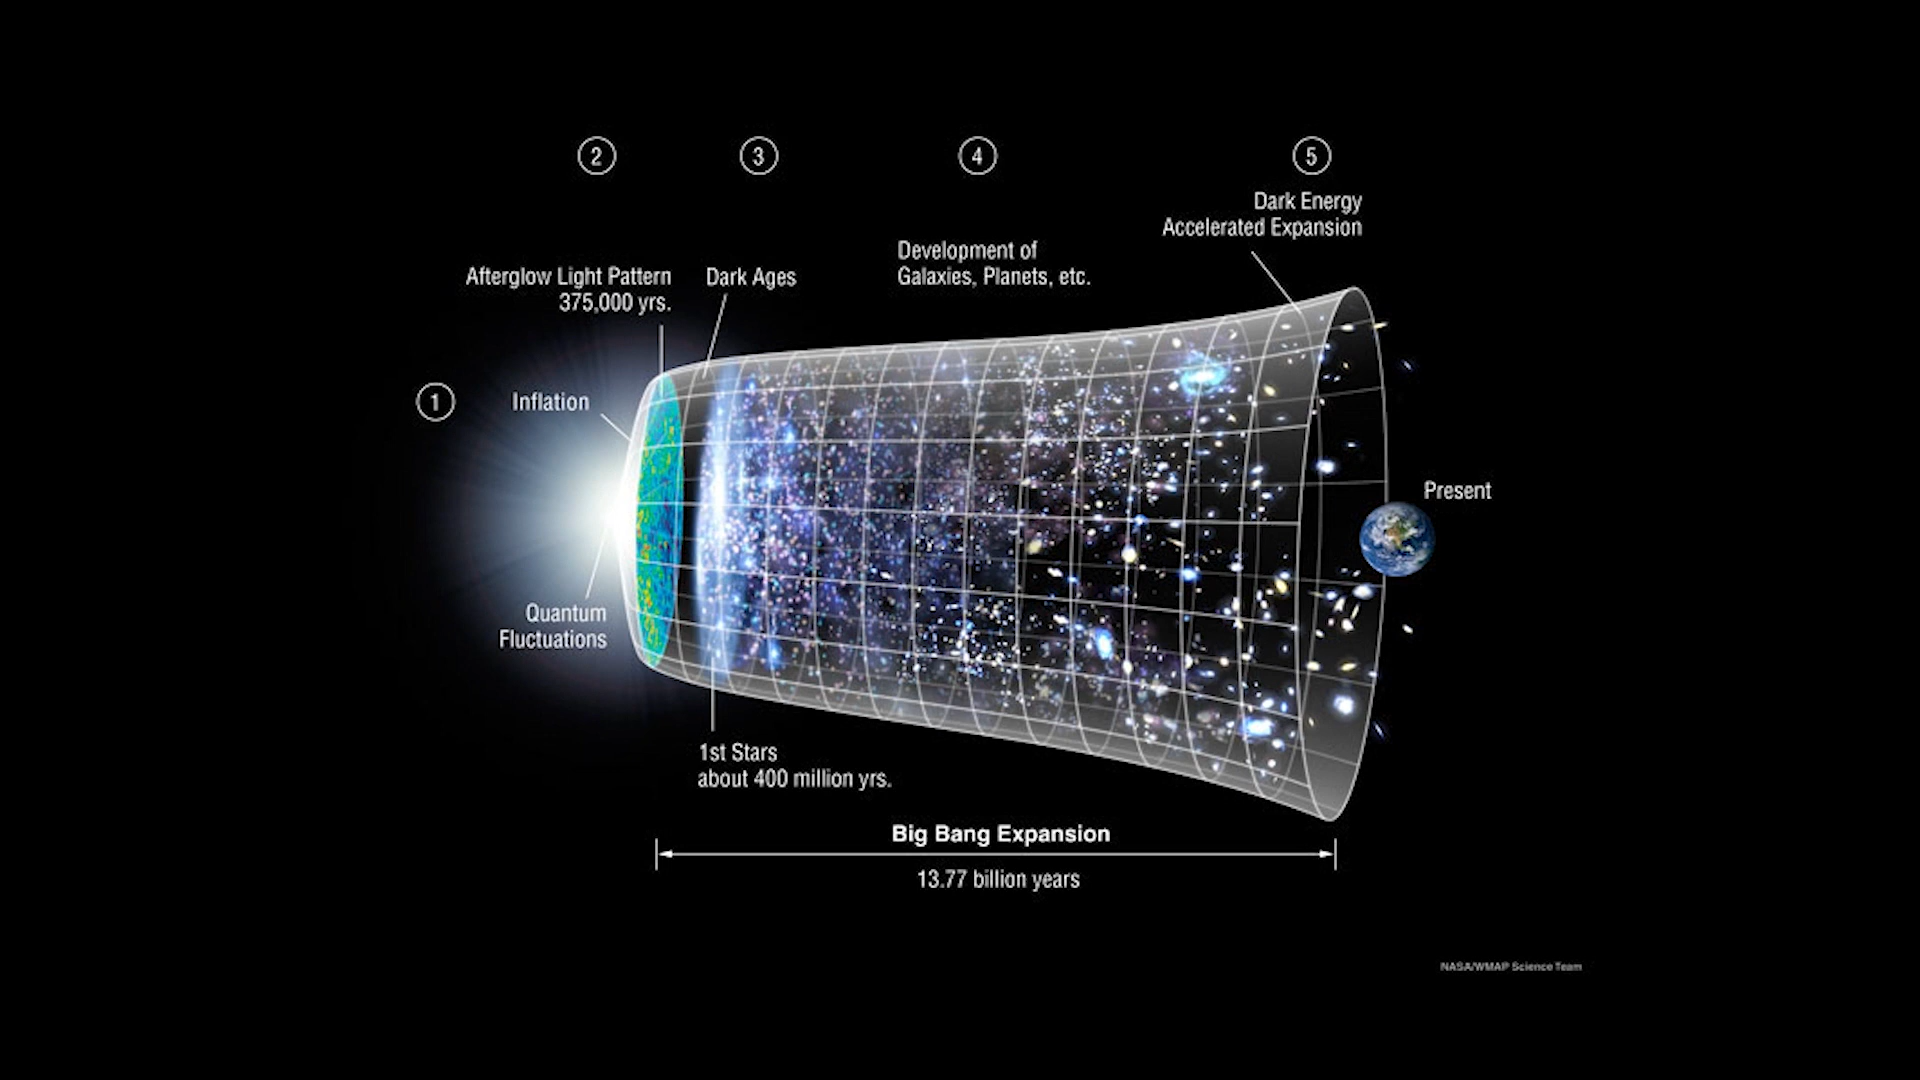 2
3
4
5
Dark Energy
Accelerated Expansion
Development of
Galaxies, Planets, etc.
Afterglow Light Pattern
375,000 yrs.
Dark Ages
1
Inflation
Present
Quantum
Fluctuations
1st Stars
about 400 million yrs.
Big Bang Expansion
13.77 billion years
NASA/WMAP Science Team